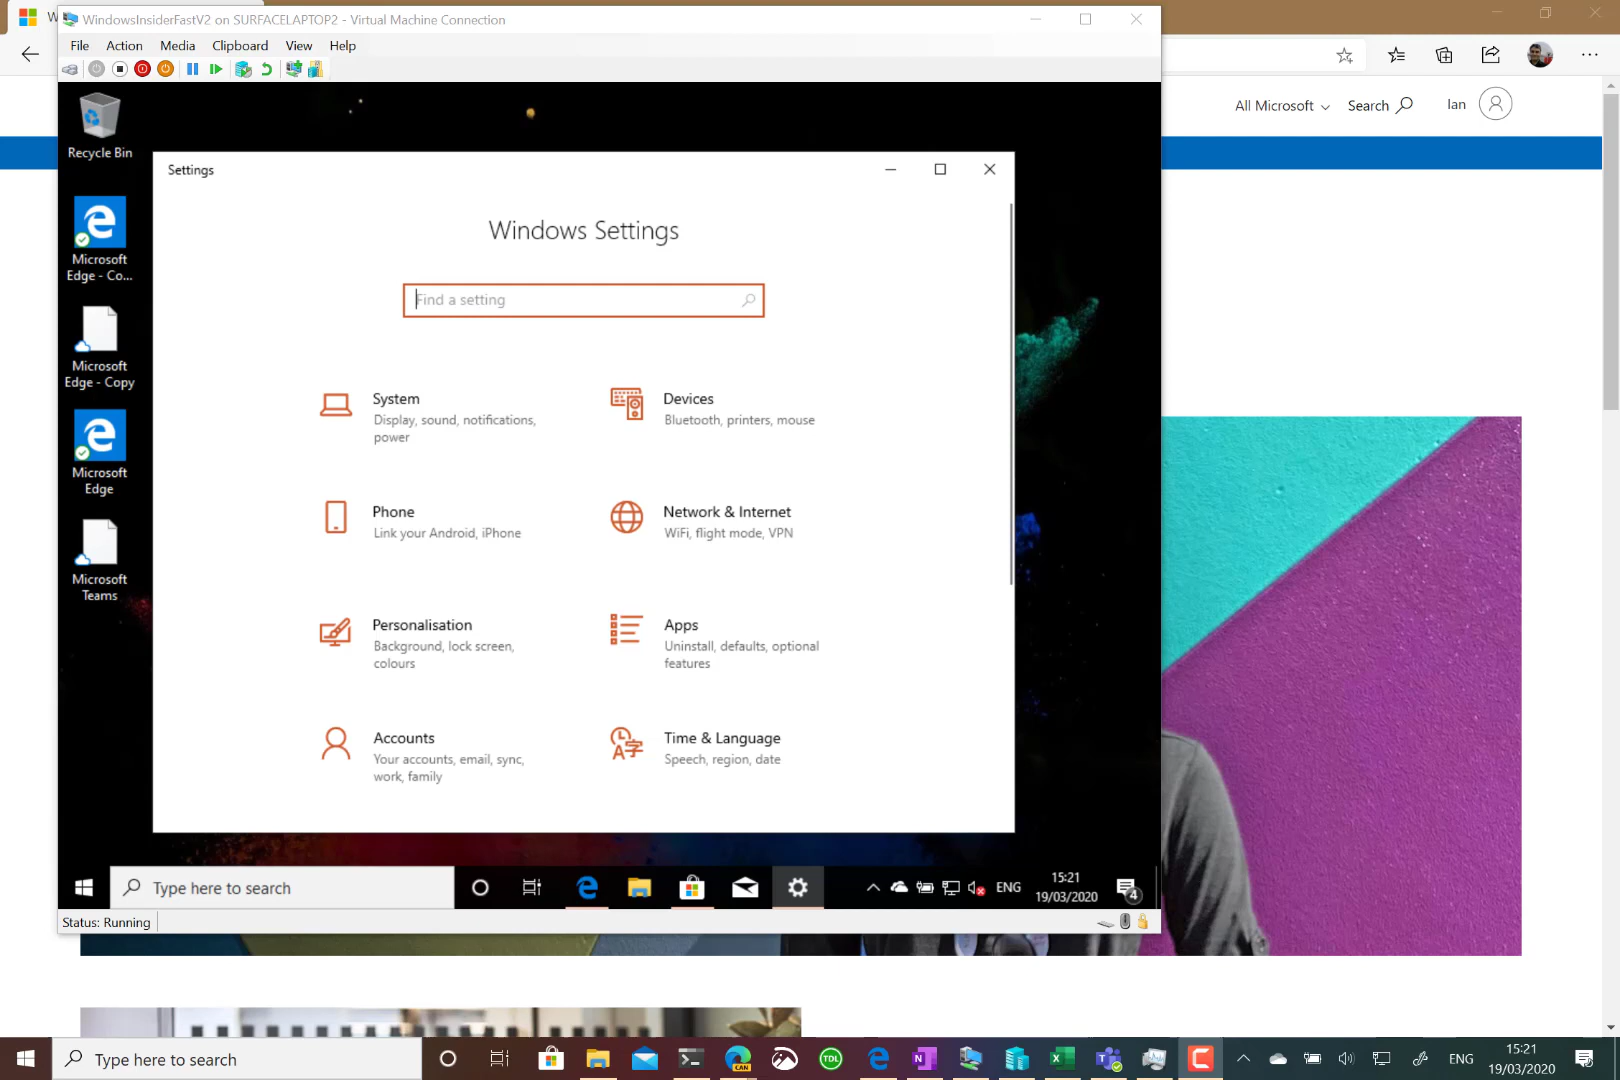 W
WindowsInsiderFastV2 on SURFACELAPTOP2 - Virtual Machine Connection
File Action Media Clipboard View Help
All Microsoft Search Ian
Recycle Bin
Microsoft
Edge - Co...
Microsoft
Edge - Copy
Microsoft
Edge
Microsoft
Teams
Settings
Windows Settings
Find a setting
System
Display, sound, notifications,
power
Devices
Bluetooth, printers, mouse
Phone
Link your Android, iPhone
Network & Internet
WiFi, flight mode, VPN
Personalisation
Background, lock screen,
colours
Apps
Uninstall, defaults, optional
features
Accounts
Your accounts, email, sync,
work, family
Time & Language
Speech, region, date
Type here to search
ENG
15:21
19/03/2020
4
Status: Running
Type here to search
CAN
TDL
N
X
T
C
ENG
15:21
19/03/2020